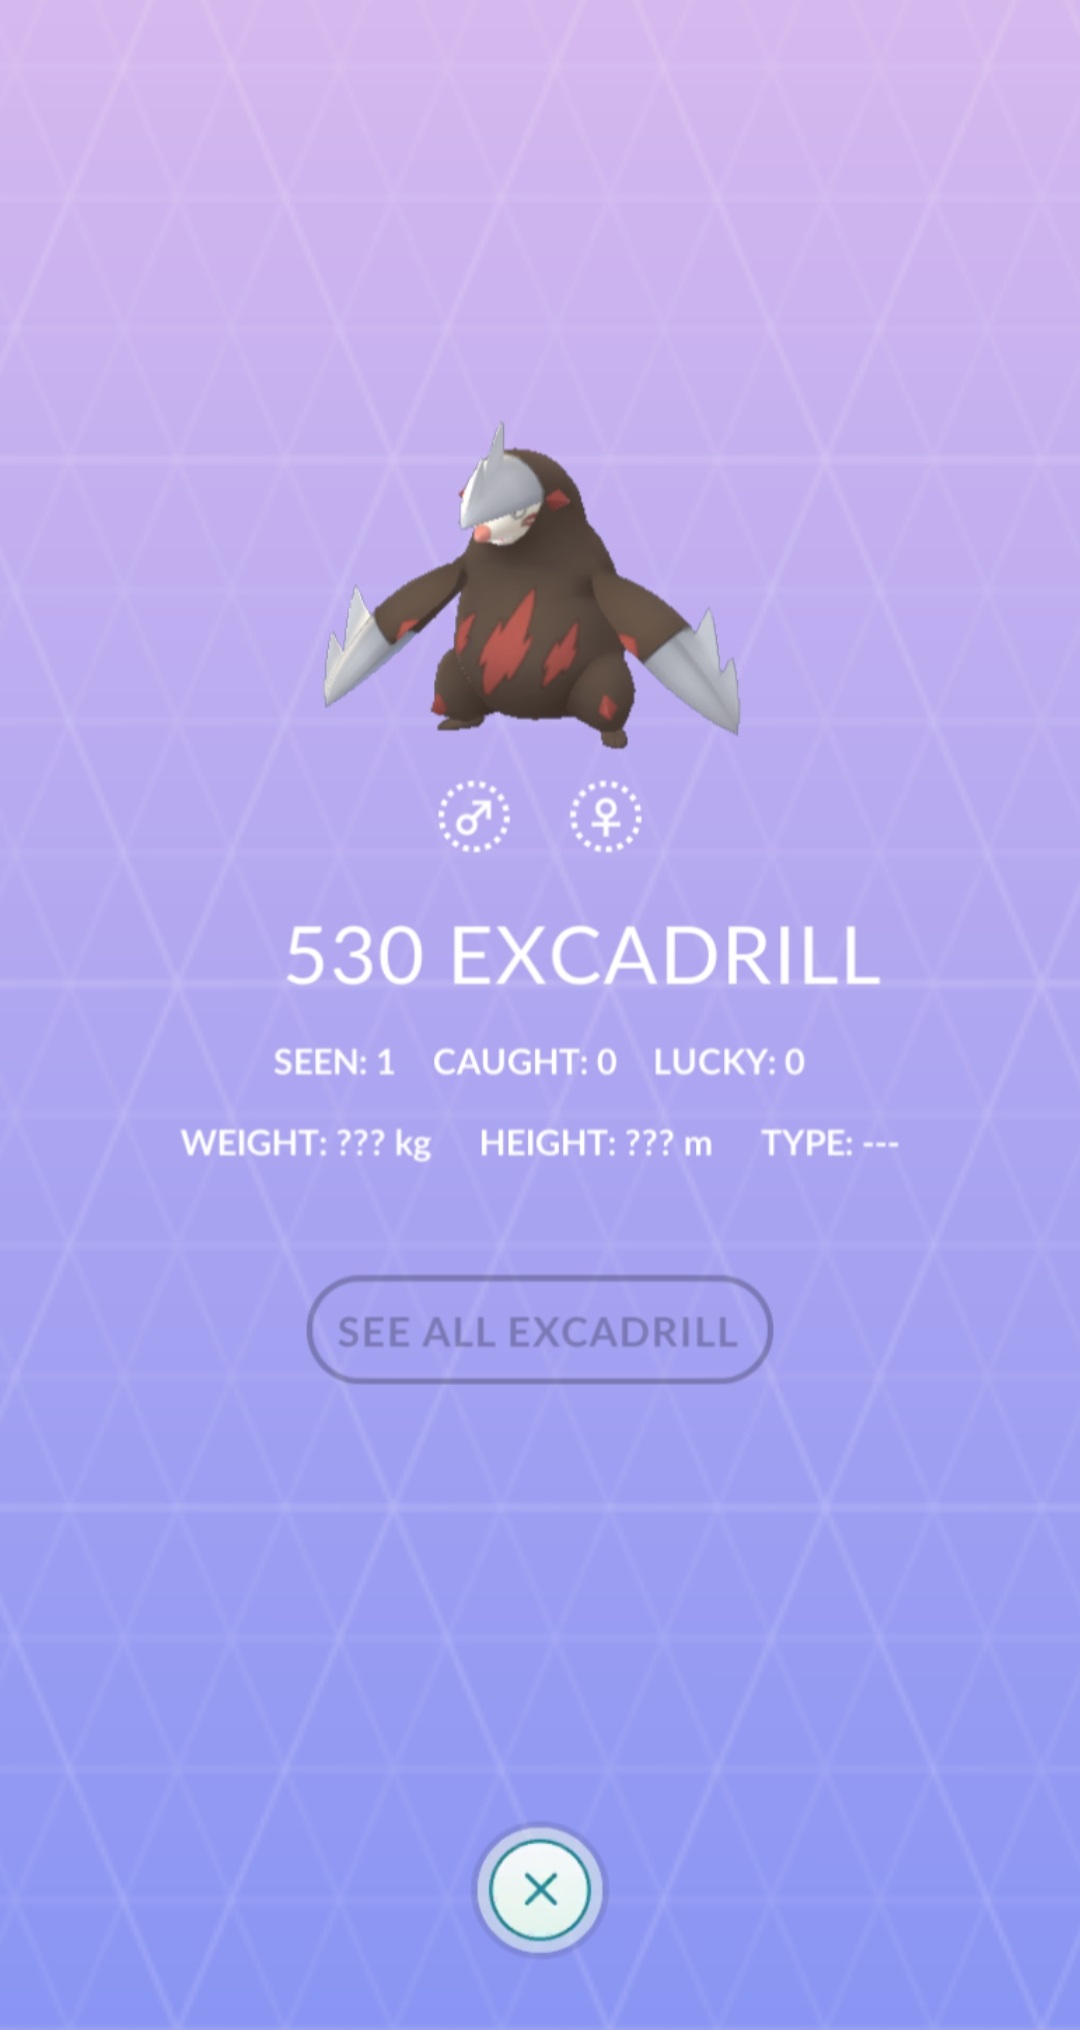 530 EXCADRILL
SEEN: 1 CAUGHT: 0 LUCKY: 0
WEIGHT: ??? kg HEIGHT: ??? m TYPE: ---
SEE ALL EXCADRILL